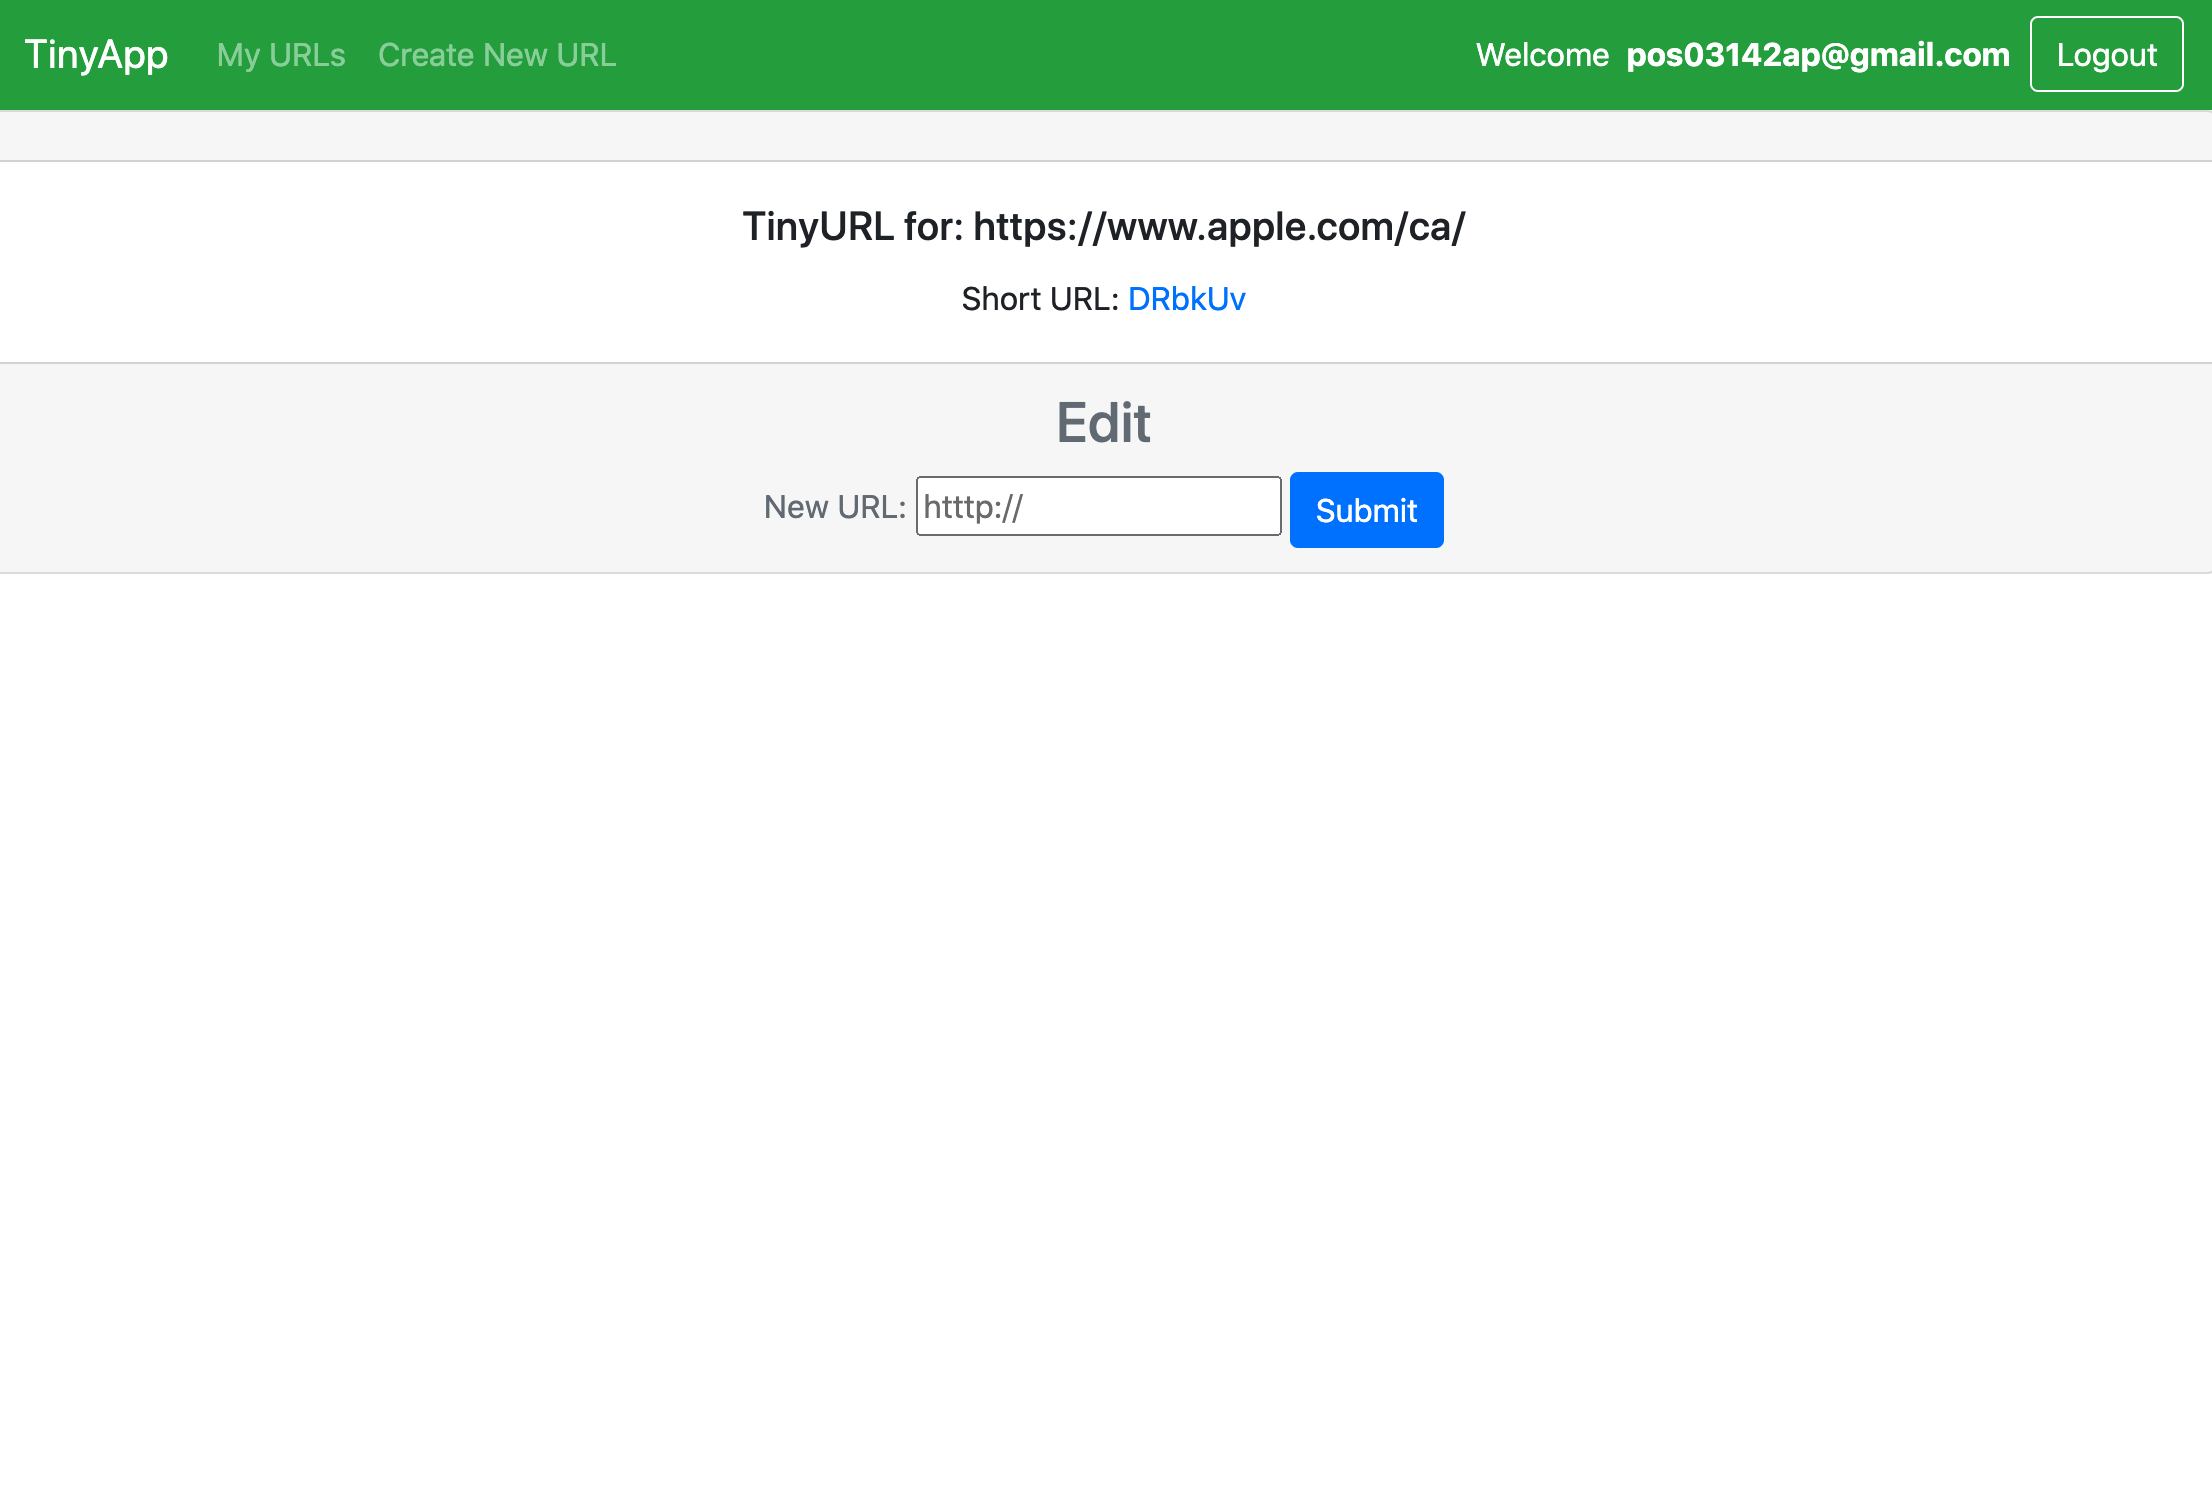 TinyApp My URLs Create New URL Welcome pos03142ap@gmail.com Logout
TinyURL for: https://www.apple.com/ca/
Short URL: DRbkUv
Edit
New URL: htttp:// Submit